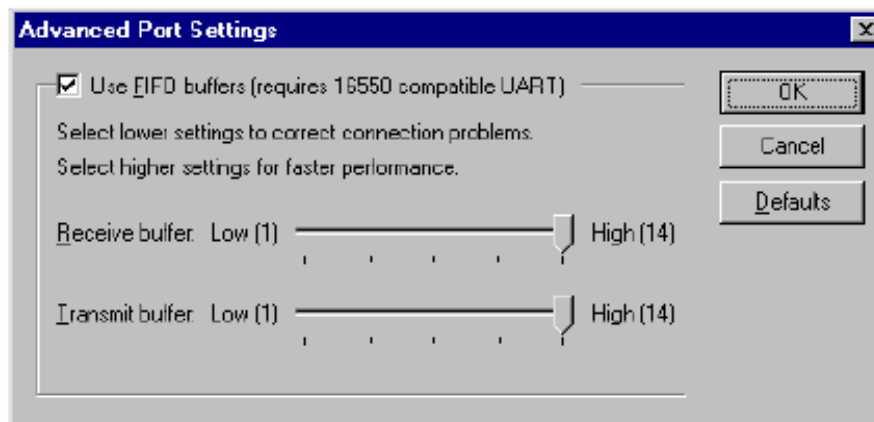 Advanced Port Settings
Use FIFO buffers (requires 16550 compatible UART)
OK
Select lower settings to correct connection problems.
Cancel
Select higher settings for faster performance.
Defaults
Receive buffer: Low (1) High (14)
Transmit buffer: Low (1) High (14)